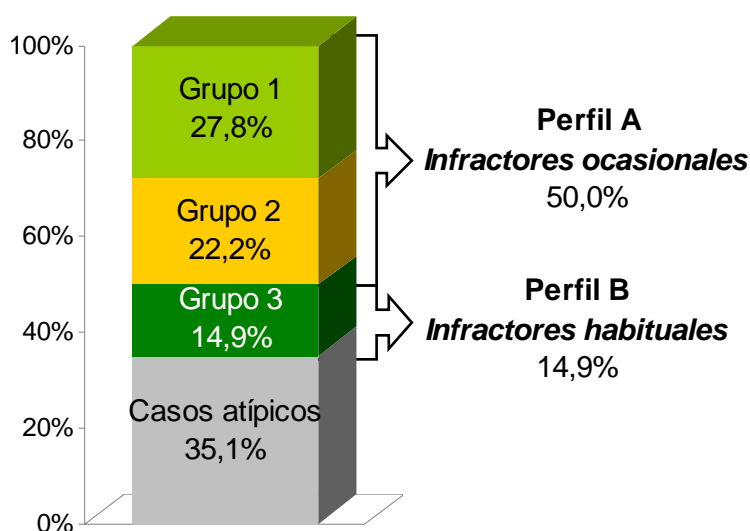 100%
80%
60%
40%
20%
0%
Grupo 1
27,8%
Grupo 2
22,2%
Grupo 3
14,9%
Casos atípicos
35,1%
Perfil A
Infractores ocasionales
50,0%
Perfil B
Infractores habituales
14,9%